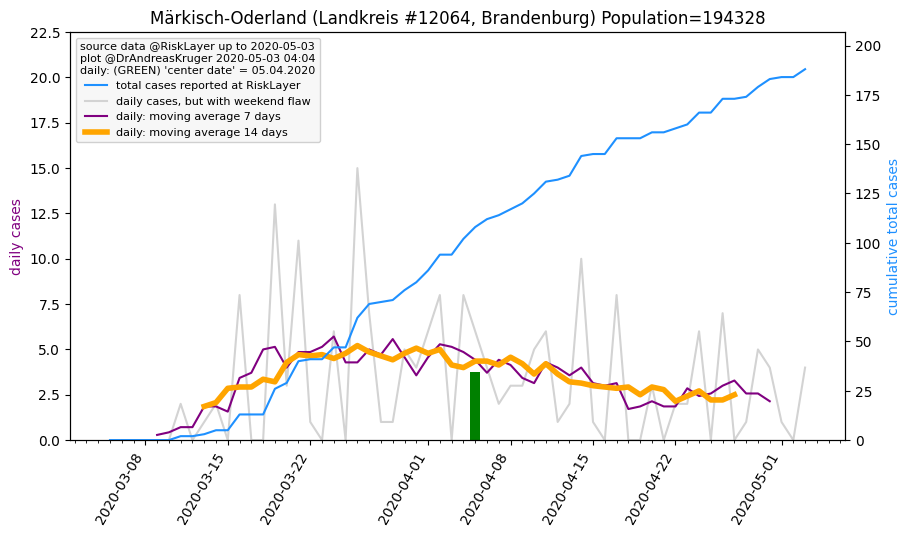 Märkisch-Oderland (Landkreis #12064, Brandenburg) Population=194328
source data @RiskLayer up to 2020-05-03
plot @DrAndreasKruger 2020-05-03 04:04
daily: (GREEN) 'center date' = 05.04.2020
total cases reported at RiskLayer
daily cases, but with weekend flaw
daily: moving average 7 days
daily: moving average 14 days
daily cases
22.5
20.0
17.5
15.0
12.5
10.0
7.5
5.0
2.5
0.0
200
175
150
125
100
75
50
25
0
cumulative total cases
2020-03-08
2020-03-15
2020-03-22
2020-04-01
2020-04-08
2020-04-15
2020-04-22
2020-05-01